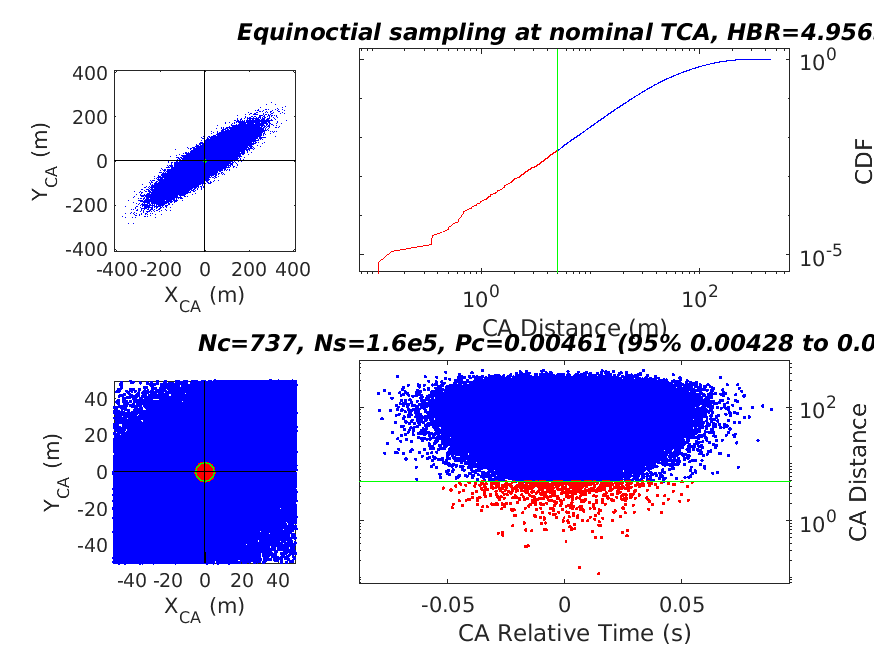 Equinoctial sampling at nominal TCA, HBR=4.956
400
200
0
-200
-400
-400 -200 0 200 400
Y_CA (m)
X_CA (m)
10^0
10^-5
CDF
10^0 10^2
CA Distance (m)
Nc=737, Ns=1.6e5, Pc=0.00461 (95% 0.00428 to 0.0
40
20
0
-20
-40
-40 -20 0 20 40
Y_CA (m)
X_CA (m)
10^2
10^0
CA Distance
-0.05 0 0.05
CA Relative Time (s)